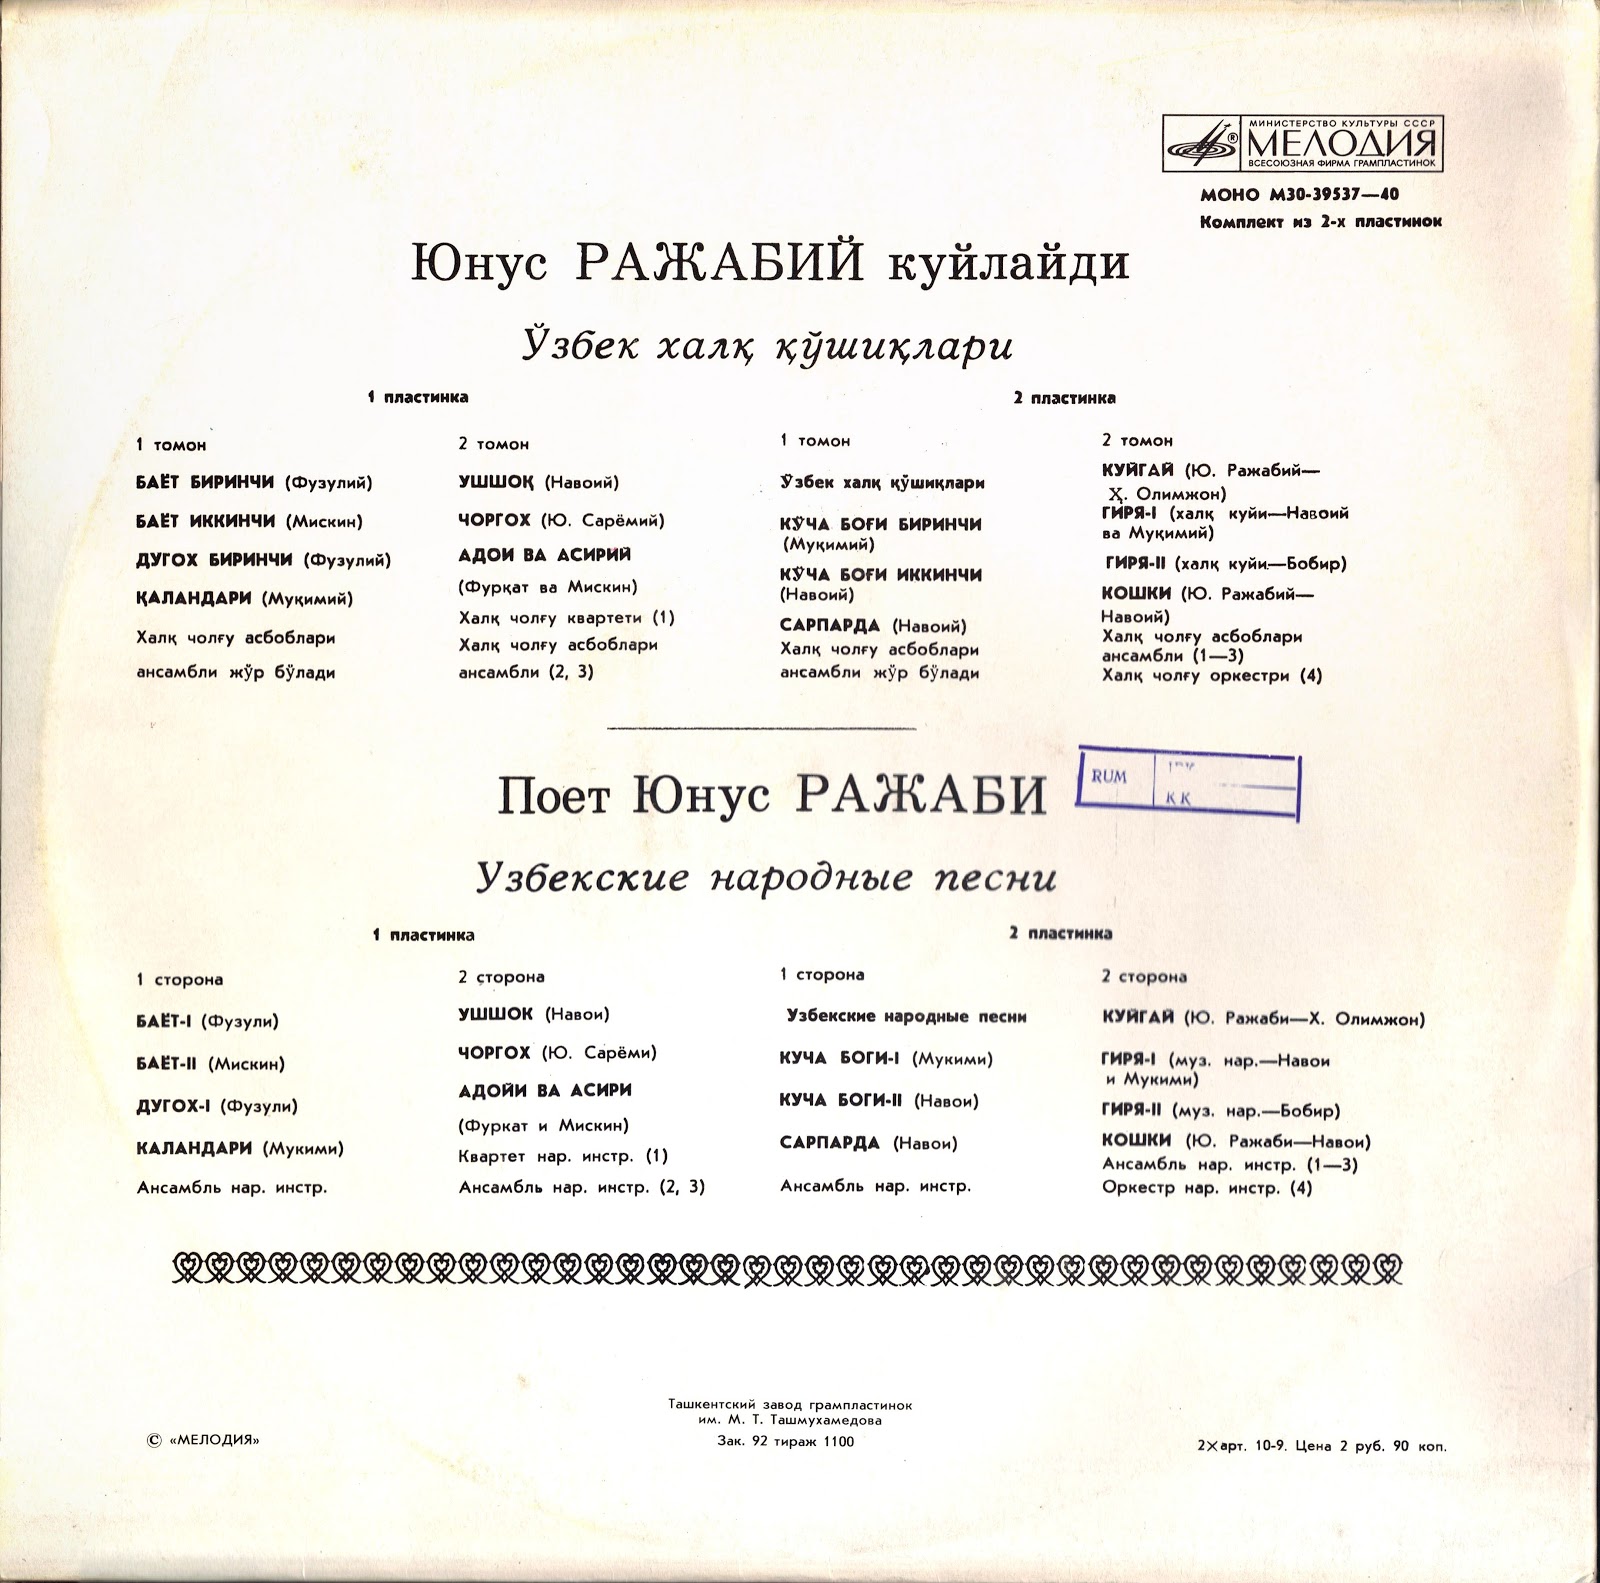 МИНИСТЕРСТВО КУЛЬТУРЫ СССР
МЕЛОДИЯ
ВСЕСОЮЗНАЯ ФИРМА ГРАМПЛАСТИНОК
МОНО М30-39537—40
Комплект из 2-х пластинок
Юнус РАЖАБИЙ куйлайди
Ўзбек халқ қўшиқлари
1 пластинка
1 томон
БАЁТ БИРИНЧИ (Фузулий)
БАЁТ ИККИНЧИ (Мискин)
ДУГОХ БИРИНЧИ (Фузулий)
ҚАЛАНДАРИ (Муқимий)
Халқ чолғу асбоблари
ансамбли жўр бўлади
2 томон
УШШОҚ (Навоий)
ЧОРГОХ (Ю. Сарёмий)
АДОИ ВА АСИРИЙ
(Фурқат ва Мискин)
Халқ чолғу квартети (1)
Халқ чолғу асбоблари
ансамбли (2, 3)
2 пластинка
1 томон
Ўзбек халқ қўшиқлари
КЎЧА БОҒИ БИРИНЧИ
(Муқимий)
КЎЧА БОҒИ ИККИНЧИ
(Навоий)
САРПАРДА (Навоий)
Халқ чолғу асбоблари
ансамбли жўр бўлади
2 томон
КУЙГАЙ (Ю. Ражабий—
Ҳ. Олимжон)
ГИРЯ-I (халқ куйи—Навоий
ва Муқимий)
ГИРЯ-II (халқ куйи—Бобир)
КОШКИ (Ю. Ражабий—
Навоий)
Халқ чолғу асбоблари
ансамбли (1—3)
Халқ чолғу оркестри (4)
Поет Юнус РАЖАБИ
RUM
КК
Узбекские народные песни
1 пластинка
1 сторона
БАЁТ-I (Фузули)
БАЁТ-II (Мискин)
ДУГОХ-I (Фузули)
КАЛАНДАРИ (Мукими)
Ансамбль нар. инстр.
2 сторона
УШШОК (Навои)
ЧОРГОХ (Ю. Сарёми)
АДОЙИ ВА АСИРИ
(Фуркат и Мискин)
Квартет нар. инстр. (1)
Ансамбль нар. инстр. (2, 3)
2 пластинка
1 сторона
Узбекские народные песни
КУЧА БОГИ-I (Мукими)
КУЧА БОГИ-II (Навои)
САРПАРДА (Навои)
Ансамбль нар. инстр.
2 сторона
КУЙГАЙ (Ю. Ражаби—Х. Олимжон)
ГИРЯ-I (муз. нар.—Навои
и Мукими)
ГИРЯ-II (муз. нар.—Бобир)
КОШКИ (Ю. Ражаби—Навои)
Ансамбль нар. инстр. (1—3)
Оркестр нар. инстр. (4)
Ташкентский завод грампластинок
им. М. Т. Ташмухамедова
Зак. 92 тираж 1100
© «МЕЛОДИЯ»
2×арт. 10-9. Цена 2 руб. 90 коп.